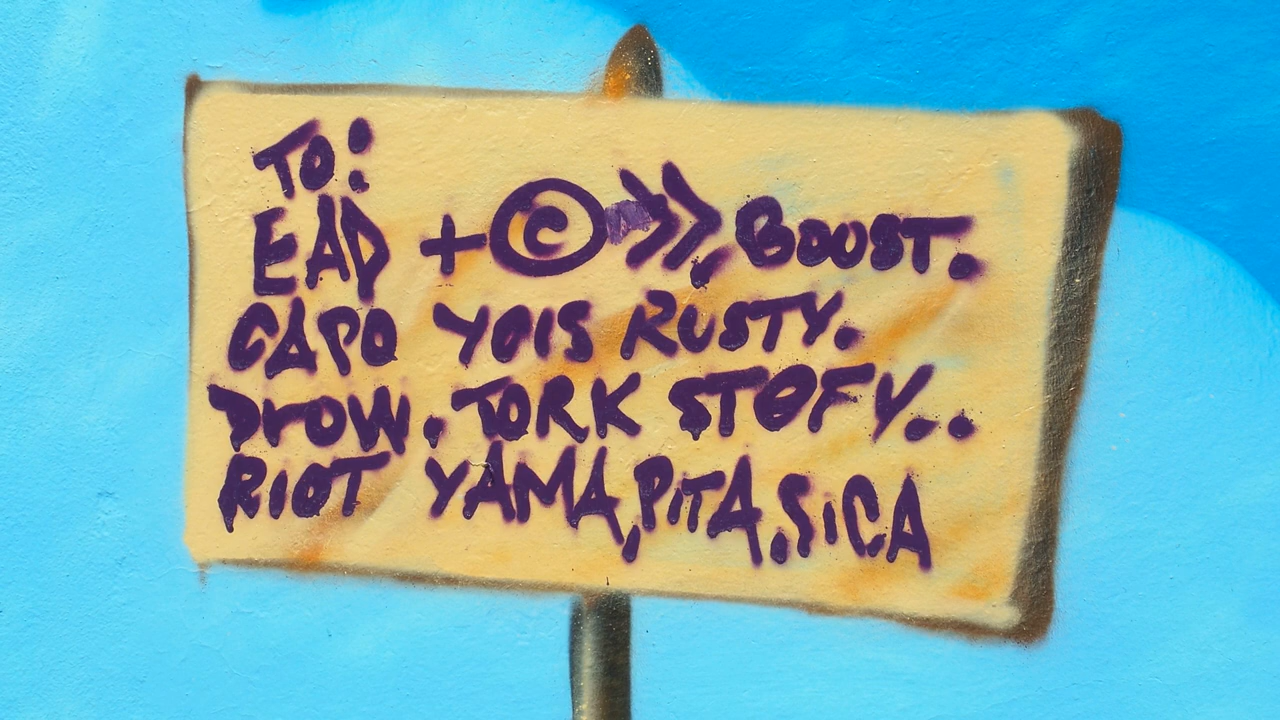 TO:
EAD +©>>, BOOST.
CAPO YOIS RUSTY.
DROW. TORK STOFY..
RIOT YAMA, PITA, SICA